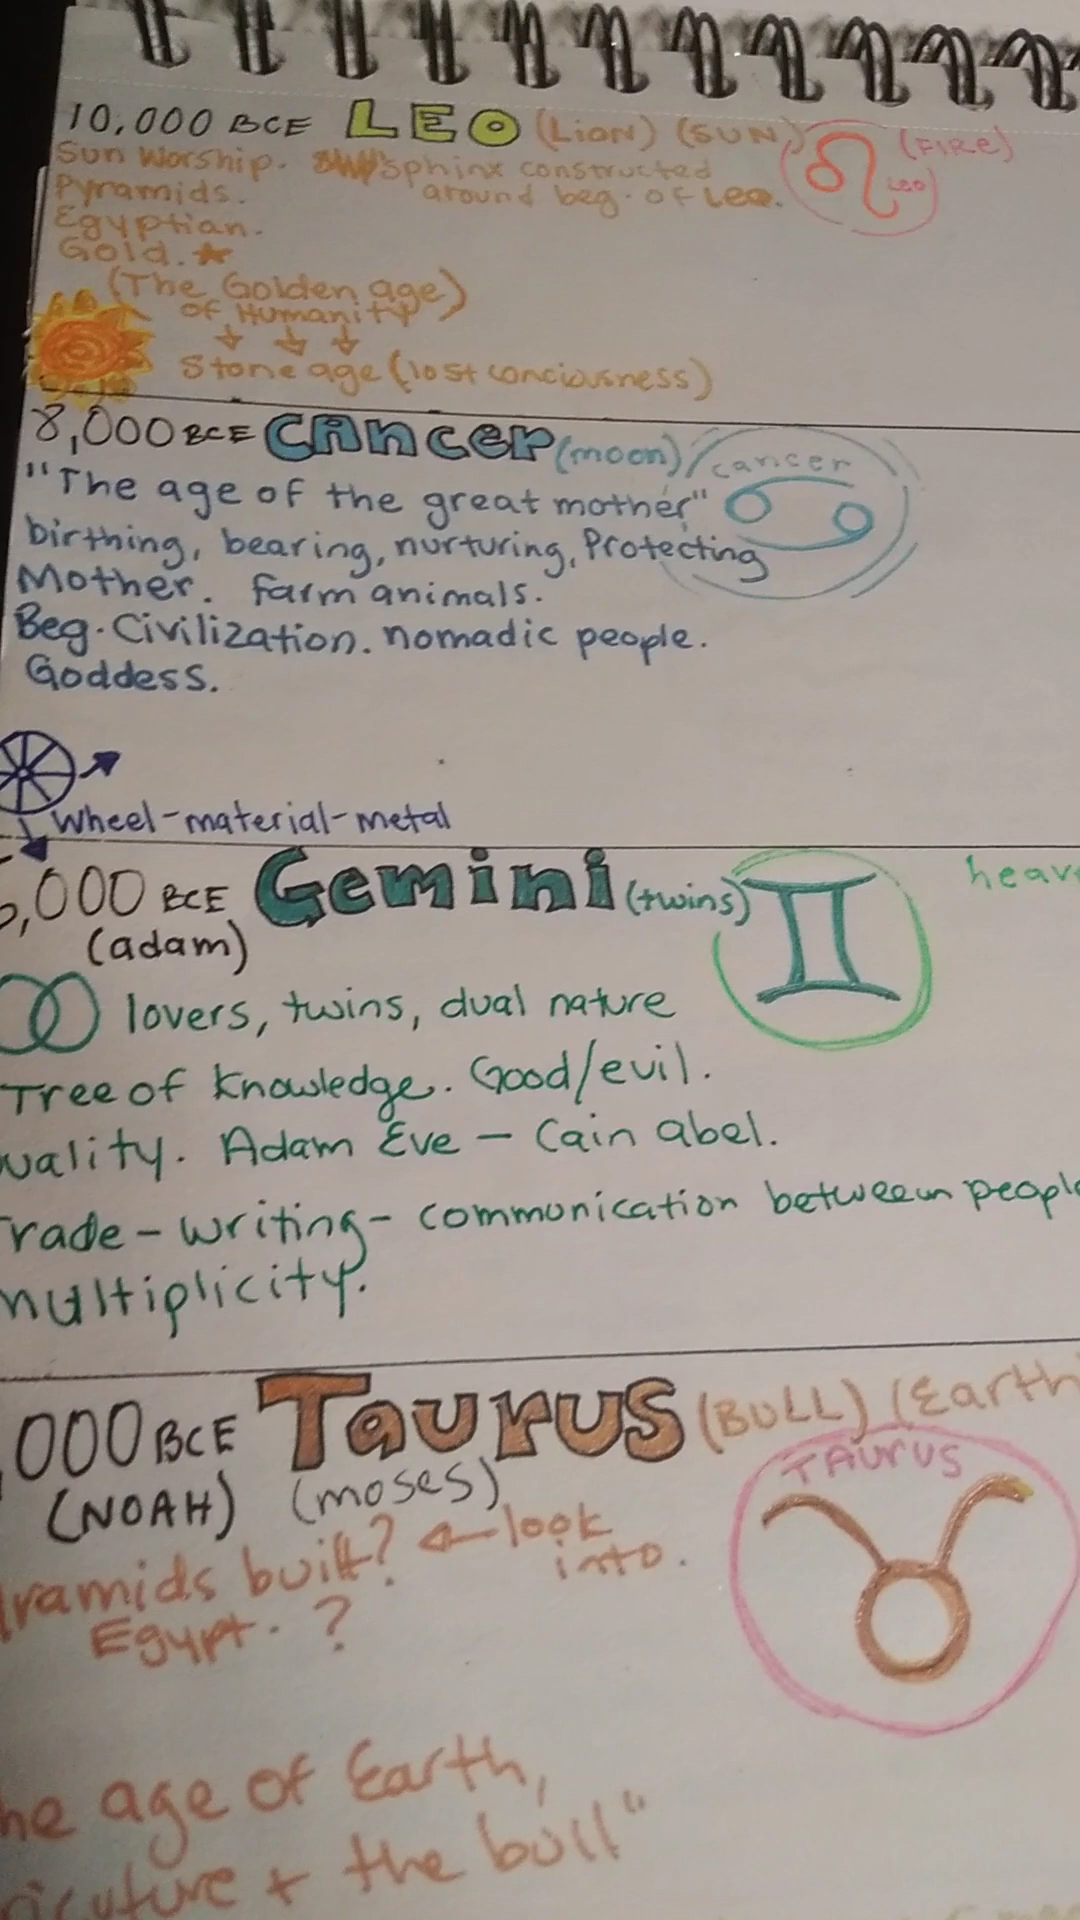 10,000 BCE LEO (Lion) (SUN) (FIRE)
LEO
Sun Worship. Sphinx constructed
Pyramids. around beg. of Leo.
Egyptian.
Gold.
(The Golden age)
of Humanity
Stone age (lost conciousness)
8,000 BCE CANCER (moon) cancer
"The age of the great mother"
birthing, bearing, nurturing, Protecting
Mother. farm animals.
Beg. Civilization. nomadic people.
Goddess.
Wheel-material-metal
,000 BCE Gemini (twins) heav
(adam)
lovers, twins, dual nature
Tree of Knowledge. Good/evil.
uality. Adam Eve - Cain abel.
Trade - writing - communication between people
multiplicity.
,000 BCE Taurus (BULL) (Earth
TAURUS
(NOAH) (moses)
ramids built? look
into.
Egypt. ?
he age of Earth,
ricuture + the bull"